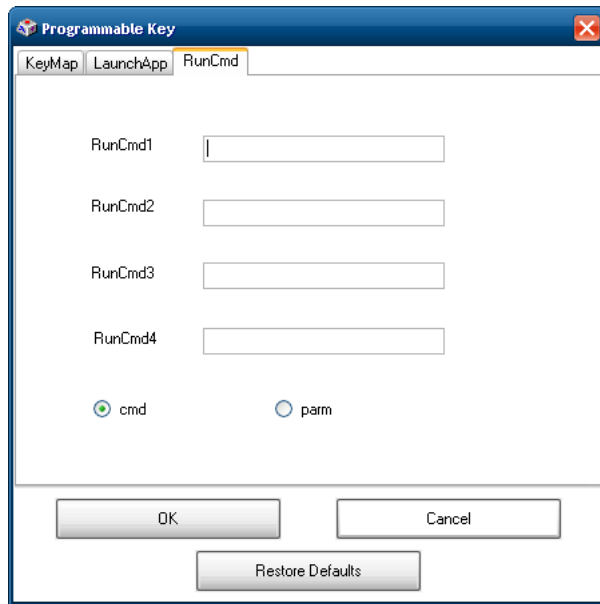 Programmable Key
KeyMap LaunchApp RunCmd
RunCmd1
RunCmd2
RunCmd3
RunCmd4
cmd parm
OK Cancel
Restore Defaults